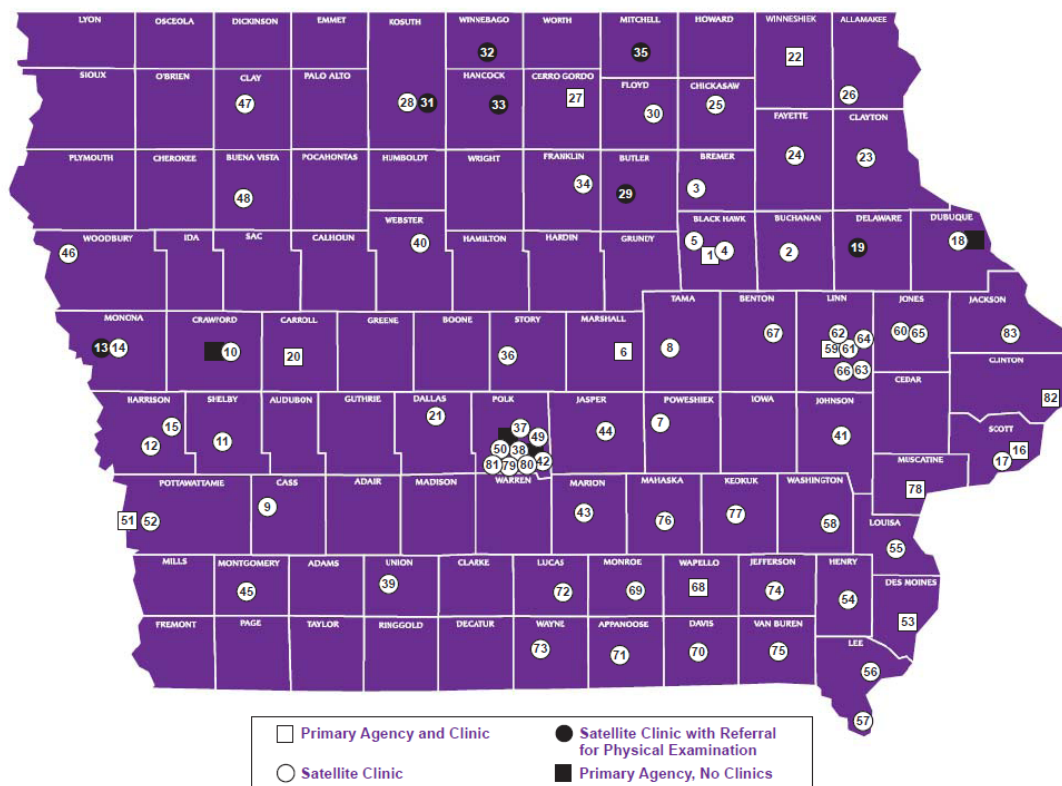 LYON OSCEOLA DICKINSON EMMET KOSUTH WINNEBAGO WORTH MITCHELL HOWARD WINNESHIEK ALLAMAKEE
32 35 22
SIOUX O'BRIEN CLAY PALO ALTO HANCOCK CERRO GORDO FLOYD CHICKASAW
47 28 31 33 27 30 25 26
FAYETTE CLAYTON
24 23
PLYMOUTH CHEROKEE BUENA VISTA POCAHONTAS HUMBOLDT WRIGHT FRANKLIN BUTLER BREMER
48 34 29 3
WEBSTER BLACK HAWK BUCHANAN DELAWARE DUBUQUE
WOODBURY IDA SAC CALHOUN HAMILTON HARDIN GRUNDY
46 40 5 1 4 2 19 18
TAMA BENTON LINN JONES JACKSON
MONONA CRAWFORD CARROLL GREENE BOONE STORY MARSHALL
13 14 10 20 36 6 8 67 62 64 59 61 66 63 60 65 83
CLINTON
82
CEDAR
HARRISON SHELBY AUDUBON GUTHRIE DALLAS POLK JASPER POWESHIEK IOWA JOHNSON
15 12 11 21 37 49 50 38 81 79 80 42 44 7 41
SCOTT
16 17
MUSCATINE
78
POTTAWATTAMIE CASS ADAIR MADISON WARREN MARION MAHASKA KEOKUK WASHINGTON
51 52 9 43 76 77 58
LOUISA
55
MILLS MONTGOMERY ADAMS UNION CLARKE LUCAS MONROE WAPELLO JEFFERSON HENRY
45 39 72 69 68 74 54
DES MOINES
53
FREMONT PAGE TAYLOR RINGGOLD DECATUR WAYNE APPANOOSE DAVIS VAN BUREN
73 71 70 75
LEE
56
57
Primary Agency and Clinic
Satellite Clinic
Satellite Clinic with Referral
for Physical Examination
Primary Agency, No Clinics